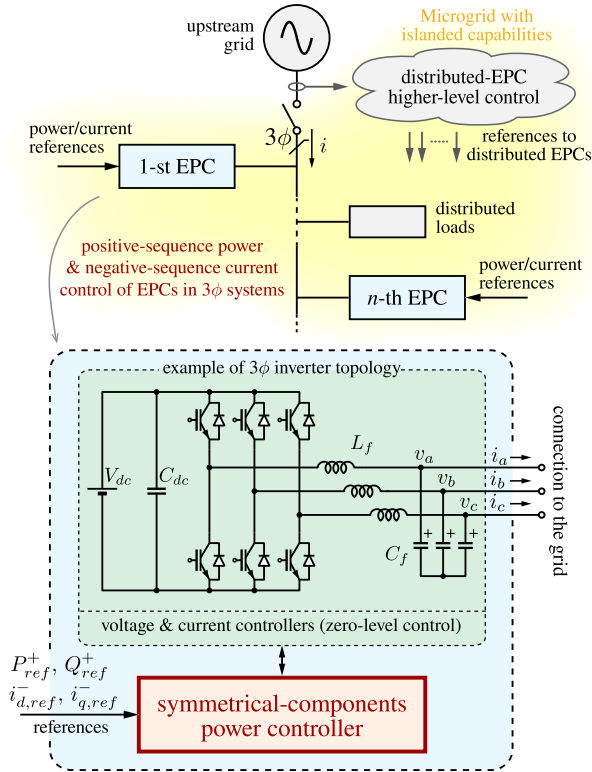 upstream
grid
Microgrid with
islanded capabilities
distributed-EPC
higher-level control
3ϕ
i
power/current
references
references to
distributed EPCs
1-st EPC
distributed
loads
positive-sequence power
& negative-sequence current
control of EPCs in 3ϕ systems
power/current
references
n-th EPC
example of 3ϕ inverter topology
L_f
v_a
i_a
V_dc
C_dc
v_b
i_b
v_c
i_c
C_f
+ + +
connection to the grid
voltage & current controllers (zero-level control)
P^+_ref, Q^+_ref
i^-_d,ref, i^-_q,ref
references
symmetrical-components
power controller